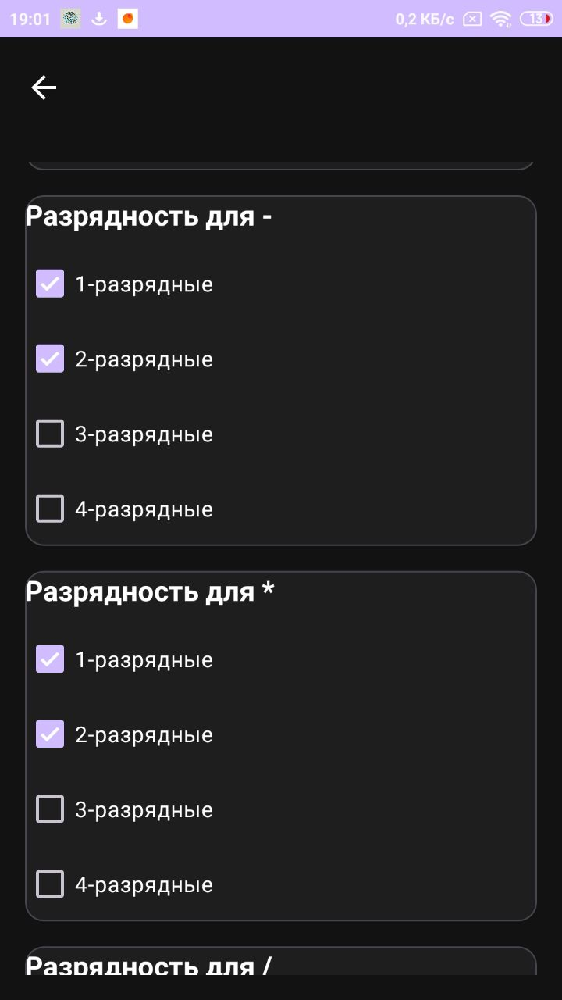 19:01 0,2 КБ/с 13
Разрядность для -
1-разрядные
2-разрядные
3-разрядные
4-разрядные
Разрядность для *
1-разрядные
2-разрядные
3-разрядные
4-разрядные
Разрядность для /